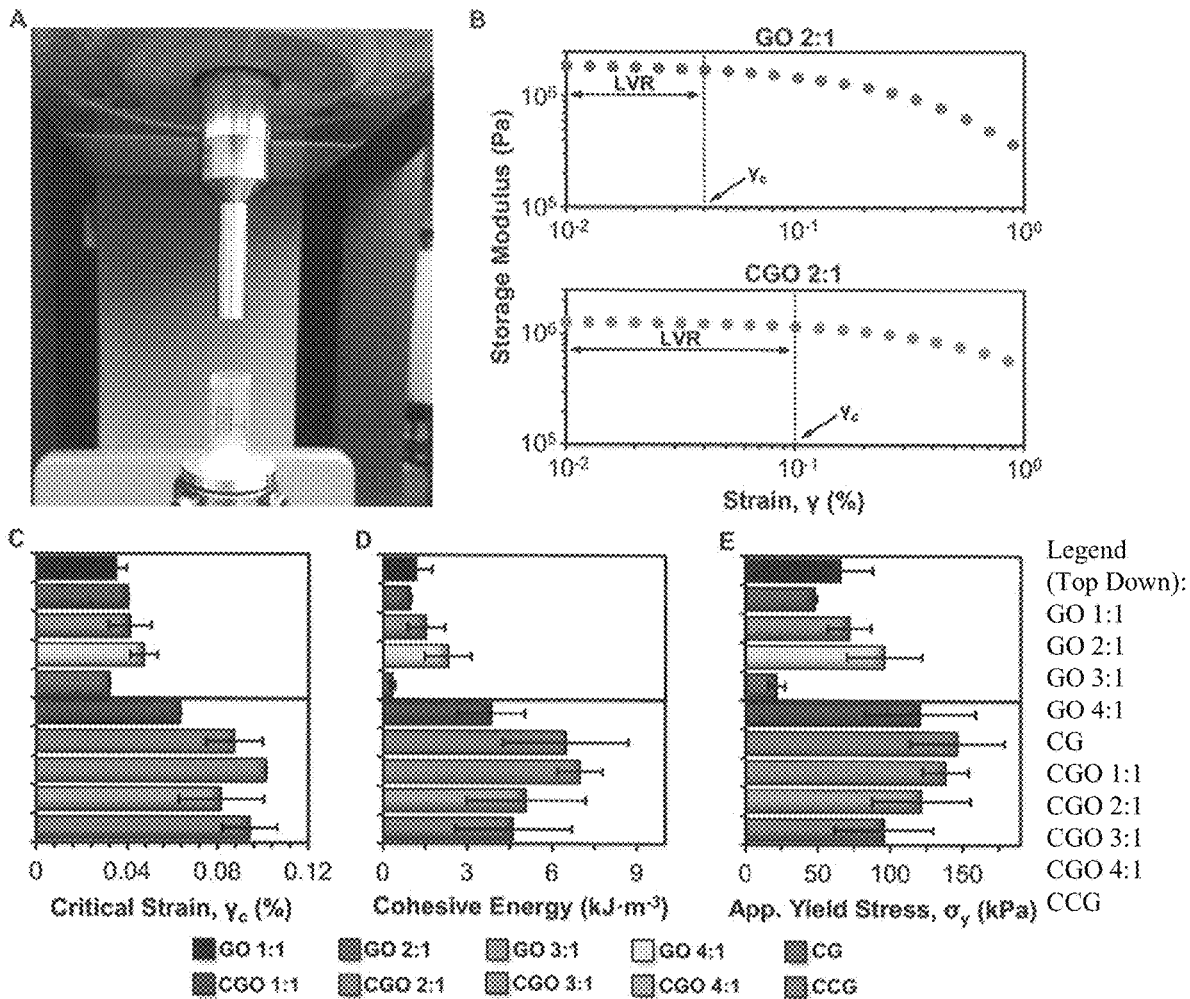 A
B
GO 2:1
10⁶
LVR
γc
10⁵
10⁻²
10⁻¹
10⁰
Storage Modulus (Pa)
CGO 2:1
10⁶
LVR
γc
10⁵
10⁻²
10⁻¹
10⁰
Strain, γ (%)
C
0
0.04
0.08
0.12
Critical Strain, γc (%)
D
0
3
6
9
Cohesive Energy (kJ·m⁻³)
E
0
50
100
150
App. Yield Stress, σy (kPa)
Legend
(Top Down):
GO 1:1
GO 2:1
GO 3:1
GO 4:1
CG
CGO 1:1
CGO 2:1
CGO 3:1
CGO 4:1
CCG
GO 1:1 GO 2:1 GO 3:1 GO 4:1 CG
CGO 1:1 CGO 2:1 CGO 3:1 CGO 4:1 CCG